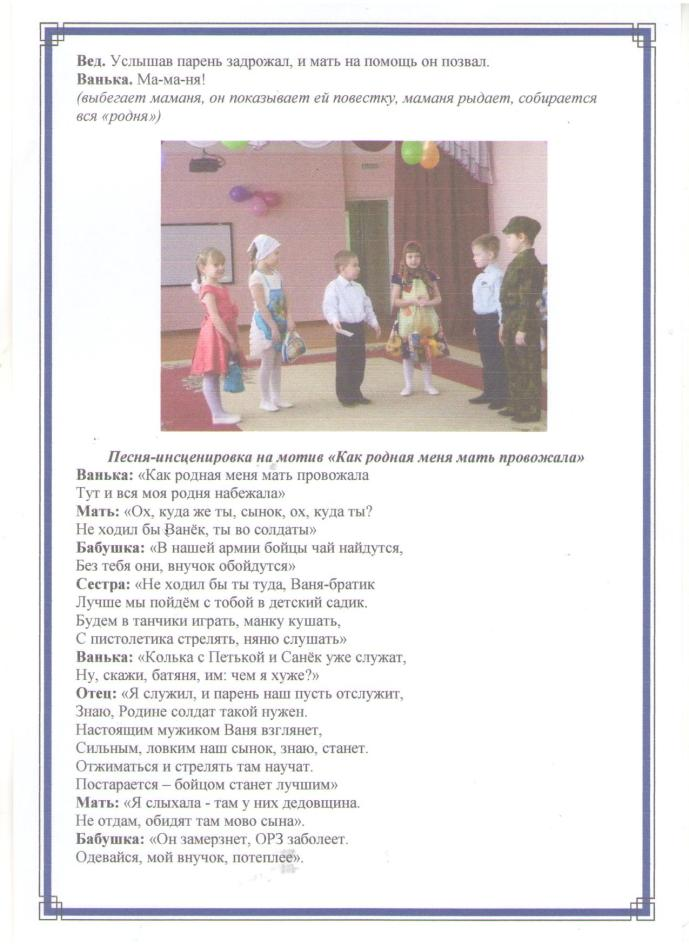 Вед. Услышав парень задрожал, и мать на помощь он позвал.
Ванька. Ма-ма-ня!
(выбегает маманя, он показывает ей повестку, маманя рыдает, собирается
вся «родня»)
Песня-инсценировка на мотив «Как родная меня мать провожала»
Ванька: «Как родная меня мать провожала
Тут и вся моя родня набежала»
Мать: «Ох, куда же ты, сынок, ох, куда ты?
Не ходил бы Ванёк, ты во солдаты»
Бабушка: «В нашей армии бойцы чай найдутся,
Без тебя они, внучок обойдутся»
Сестра: «Не ходил бы ты туда, Ваня-братик
Лучше мы пойдём с тобой в детский садик.
Будем в танчики играть, манку кушать,
С пистолетика стрелять, няню слушать»
Ванька: «Колька с Петькой и Санёк уже служат,
Ну, скажи, батяня, им: чем я хуже?»
Отец: «Я служил, и парень наш пусть отслужит,
Знаю, Родине солдат такой нужен.
Настоящим мужиком Ваня взглянет,
Сильным, ловким наш сынок, знаю, станет.
Отжиматься и стрелять там научат.
Постарается – бойцом станет лучшим»
Мать: «Я слыхала - там у них дедовщина.
Не отдам, обидят там мово сына».
Бабушка: «Он замерзнет, ОРЗ заболеет.
Одевайся, мой внучок, потеплее».